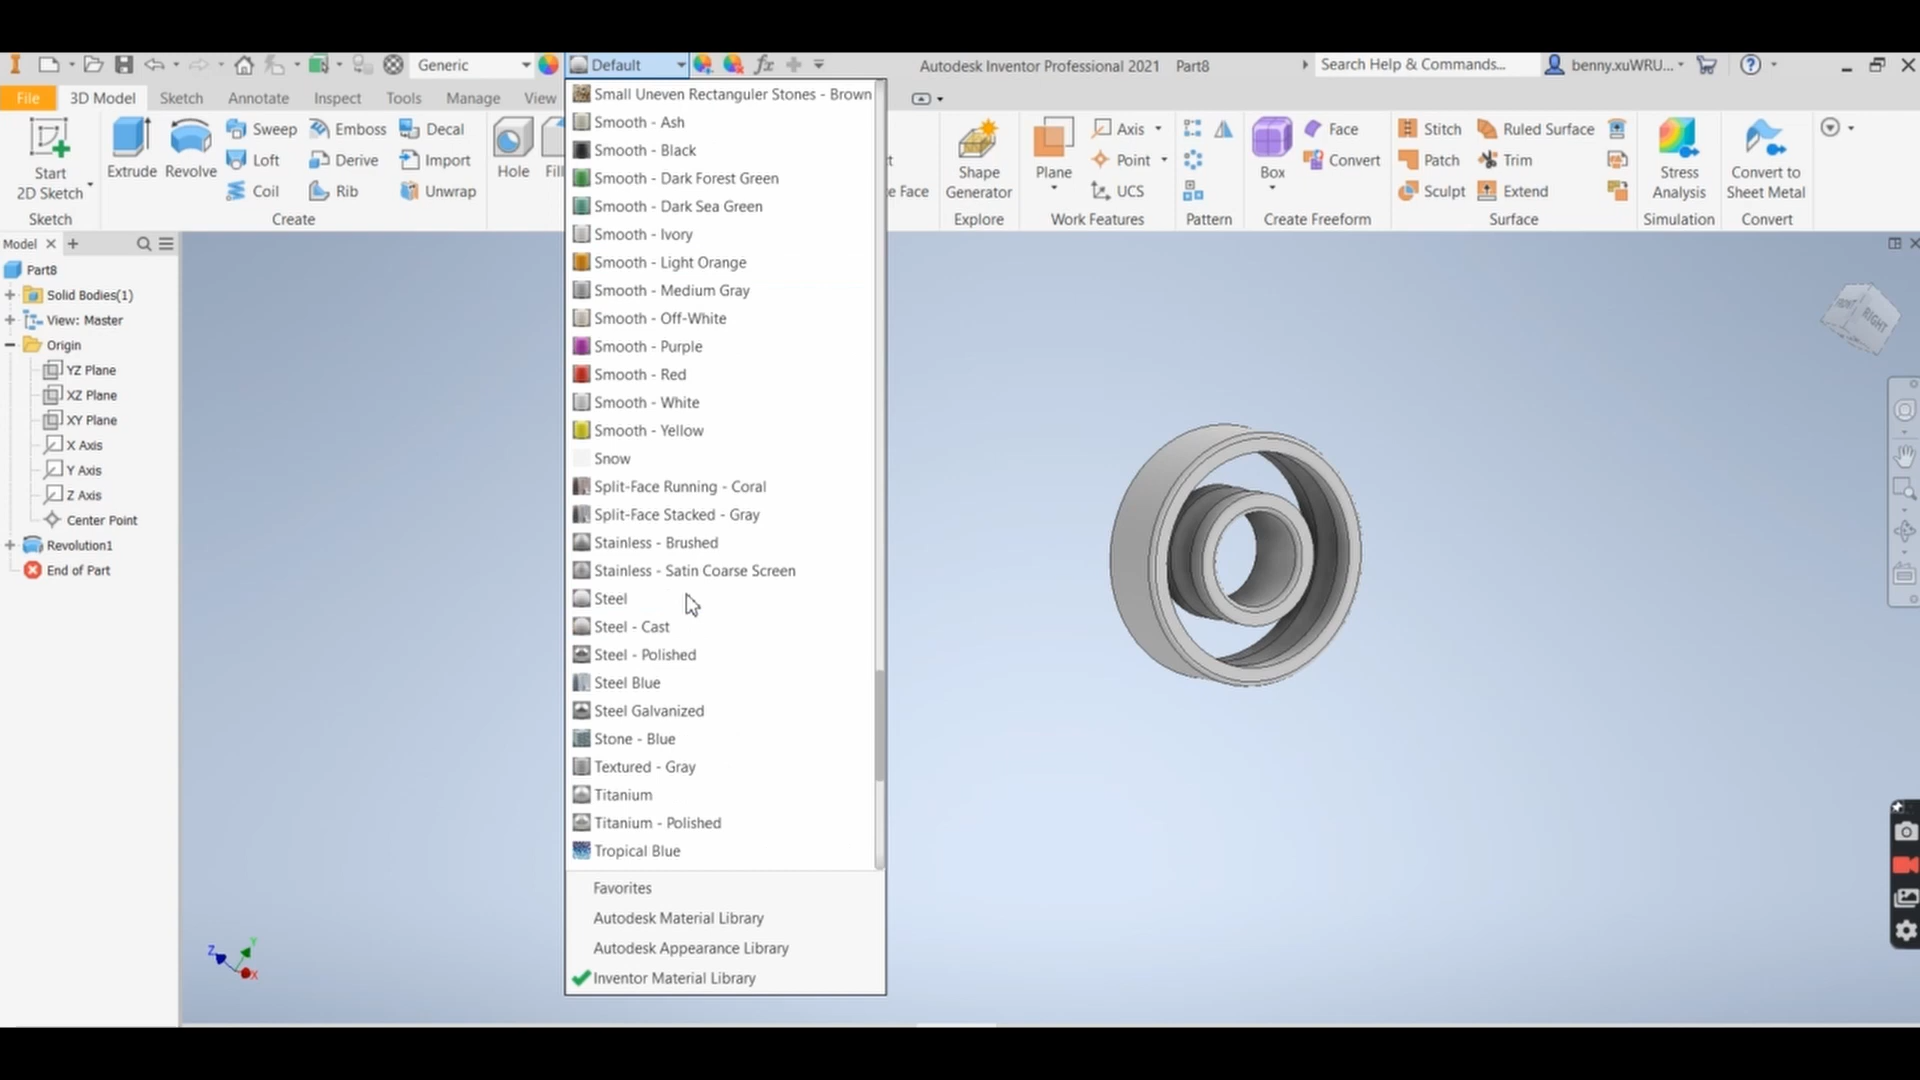 Generic
Default
fx
Autodesk Inventor Professional 2021 Part8
Search Help & Commands...
benny.xuWRU...
File
3D Model
Sketch
Annotate
Inspect
Tools
Manage
View
Start
2D Sketch
Sketch
Extrude
Revolve
Sweep
Loft
Coil
Emboss
Derive
Rib
Decal
Import
Unwrap
Create
Hole
Fil
t
e Face
Shape
Generator
Explore
Plane
Axis
Point
UCS
Work Features
Pattern
Box
Face
Convert
Create Freeform
Stitch
Patch
Sculpt
Ruled Surface
Trim
Extend
Surface
Stress
Analysis
Simulation
Convert to
Sheet Metal
Convert
Model
Part8
Solid Bodies(1)
View: Master
Origin
YZ Plane
XZ Plane
XY Plane
X Axis
Y Axis
Z Axis
Center Point
Revolution1
End of Part
Small Uneven Rectanguler Stones - Brown
Smooth - Ash
Smooth - Black
Smooth - Dark Forest Green
Smooth - Dark Sea Green
Smooth - Ivory
Smooth - Light Orange
Smooth - Medium Gray
Smooth - Off-White
Smooth - Purple
Smooth - Red
Smooth - White
Smooth - Yellow
Snow
Split-Face Running - Coral
Split-Face Stacked - Gray
Stainless - Brushed
Stainless - Satin Coarse Screen
Steel
Steel - Cast
Steel - Polished
Steel Blue
Steel Galvanized
Stone - Blue
Textured - Gray
Titanium
Titanium - Polished
Tropical Blue
Favorites
Autodesk Material Library
Autodesk Appearance Library
Inventor Material Library
FRONT
RIGHT
Z
Y
X